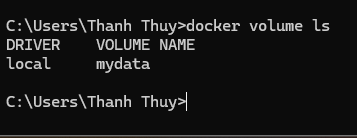 C:\Users\Thanh Thuy>docker volume ls
DRIVER    VOLUME NAME
local     mydata
C:\Users\Thanh Thuy>